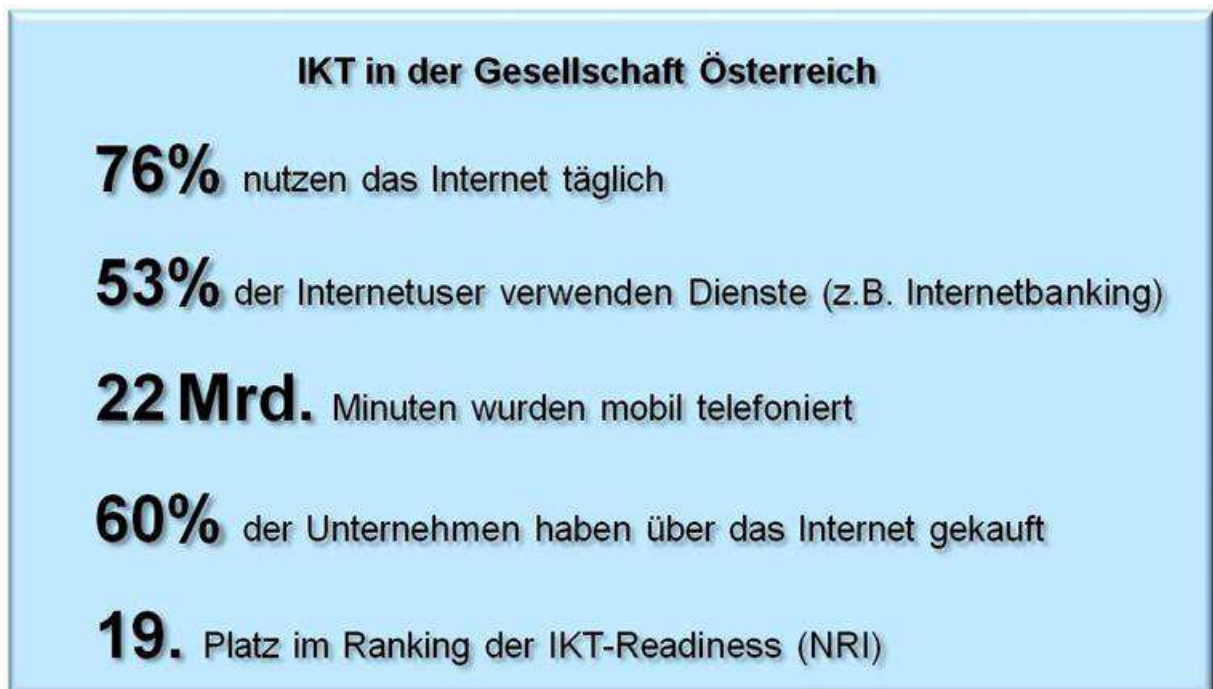 IKT in der Gesellschaft Österreich
76% nutzen das Internet täglich
53% der Internetuser verwenden Dienste (z.B. Internetbanking)
22 Mrd. Minuten wurden mobil telefoniert
60% der Unternehmen haben über das Internet gekauft
19. Platz im Ranking der IKT-Readiness (NRI)